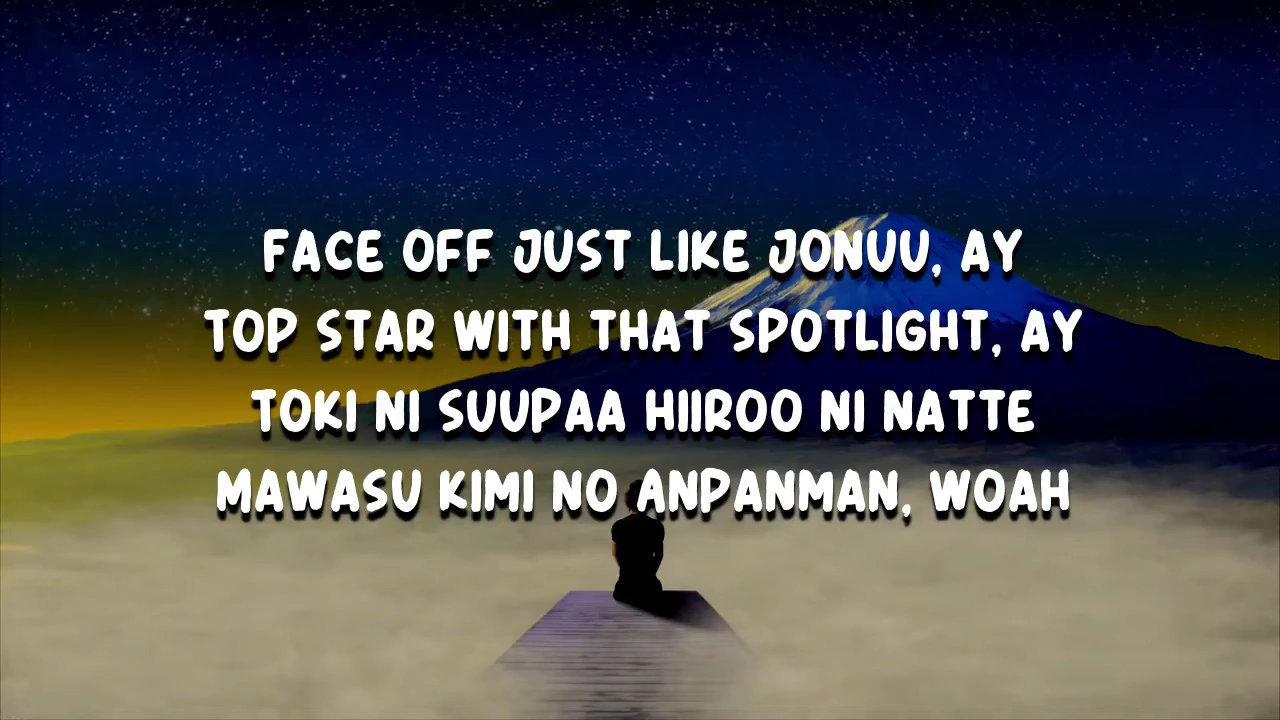 FACE OFF JUST LIKE JONUU, AY
TOP STAR WITH THAT SPOTLIGHT, AY
TOKI NI SUUPAA HIIROO NI NATTE
MAWASU KIMI NO ANPANMAN, WOAH